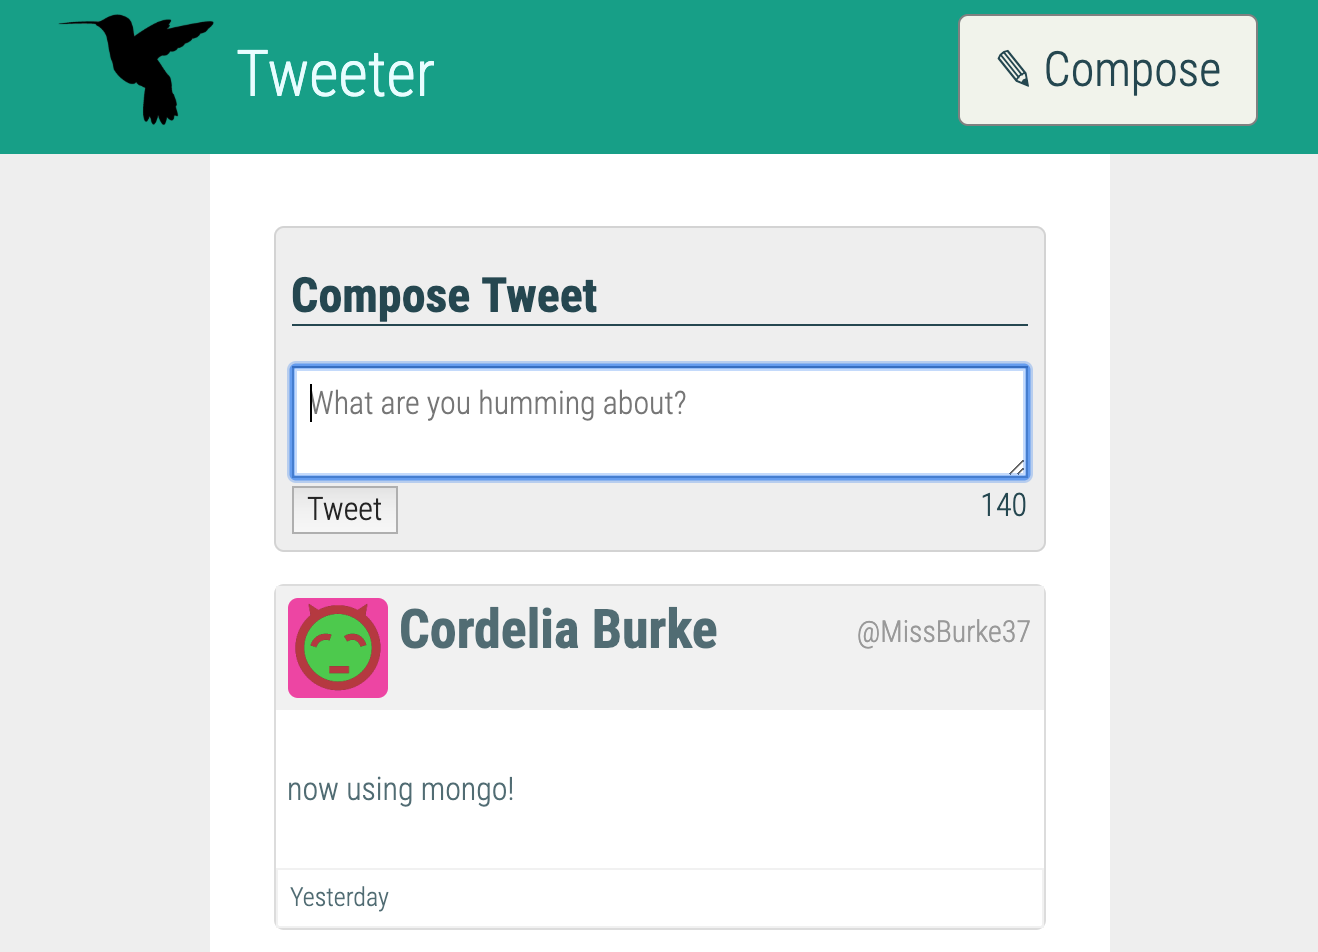 Tweeter
✎ Compose
Compose Tweet
What are you humming about?
Tweet
140
Cordelia Burke
@MissBurke37
now using mongo!
Yesterday